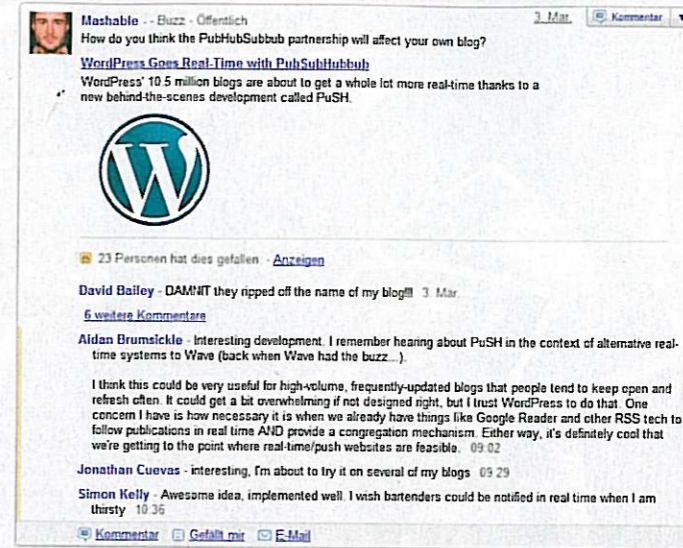 Mashable - - Buzz - Öffentlich
3. Mar. Kommentar
How do you think the PubHubSubbub partnership will affect your own blog?
WordPress Goes Real-Time with PubSubHubbub
WordPress' 10.5 million blogs are about to get a whole lot more real-time thanks to a
new behind-the-scenes development called PuSH.
23 Personen hat dies gefallen. - Anzeigen
David Bailey - DAMNIT they ripped off the name of my blog!!! 3. Mar.
6 weitere Kommentare
Aidan Brumsickle - Interesting development. I remember hearing about PuSH in the context of alternative real-
time systems to Wave (back when Wave had the buzz...).
I think this could be very useful for high-volume, frequently-updated blogs that people tend to keep open and
refresh often. It could get a bit overwhelming if not designed right, but I trust WordPress to do that. One
concern I have is how necessary it is when we already have things like Google Reader and other RSS tech to
follow publications in real time AND provide a congregation mechanism. Either way, it's definitely cool that
we're getting to the point where real-time/push websites are feasible. 09:02
Jonathan Cuevas - interesting, I'm about to try it on several of my blogs 09:29
Simon Kelly - Awesome idea, implemented well. I wish bartenders could be notified in real time when I am
thirsty 10:36
Kommentar Gefällt mir E-Mail